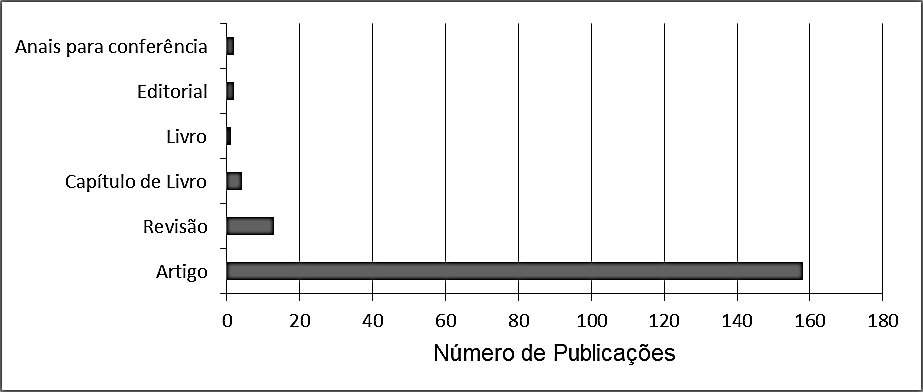 Anais para conferência
Editorial
Livro
Capítulo de Livro
Revisão
Artigo
0 20 40 60 80 100 120 140 160 180
Número de Publicações